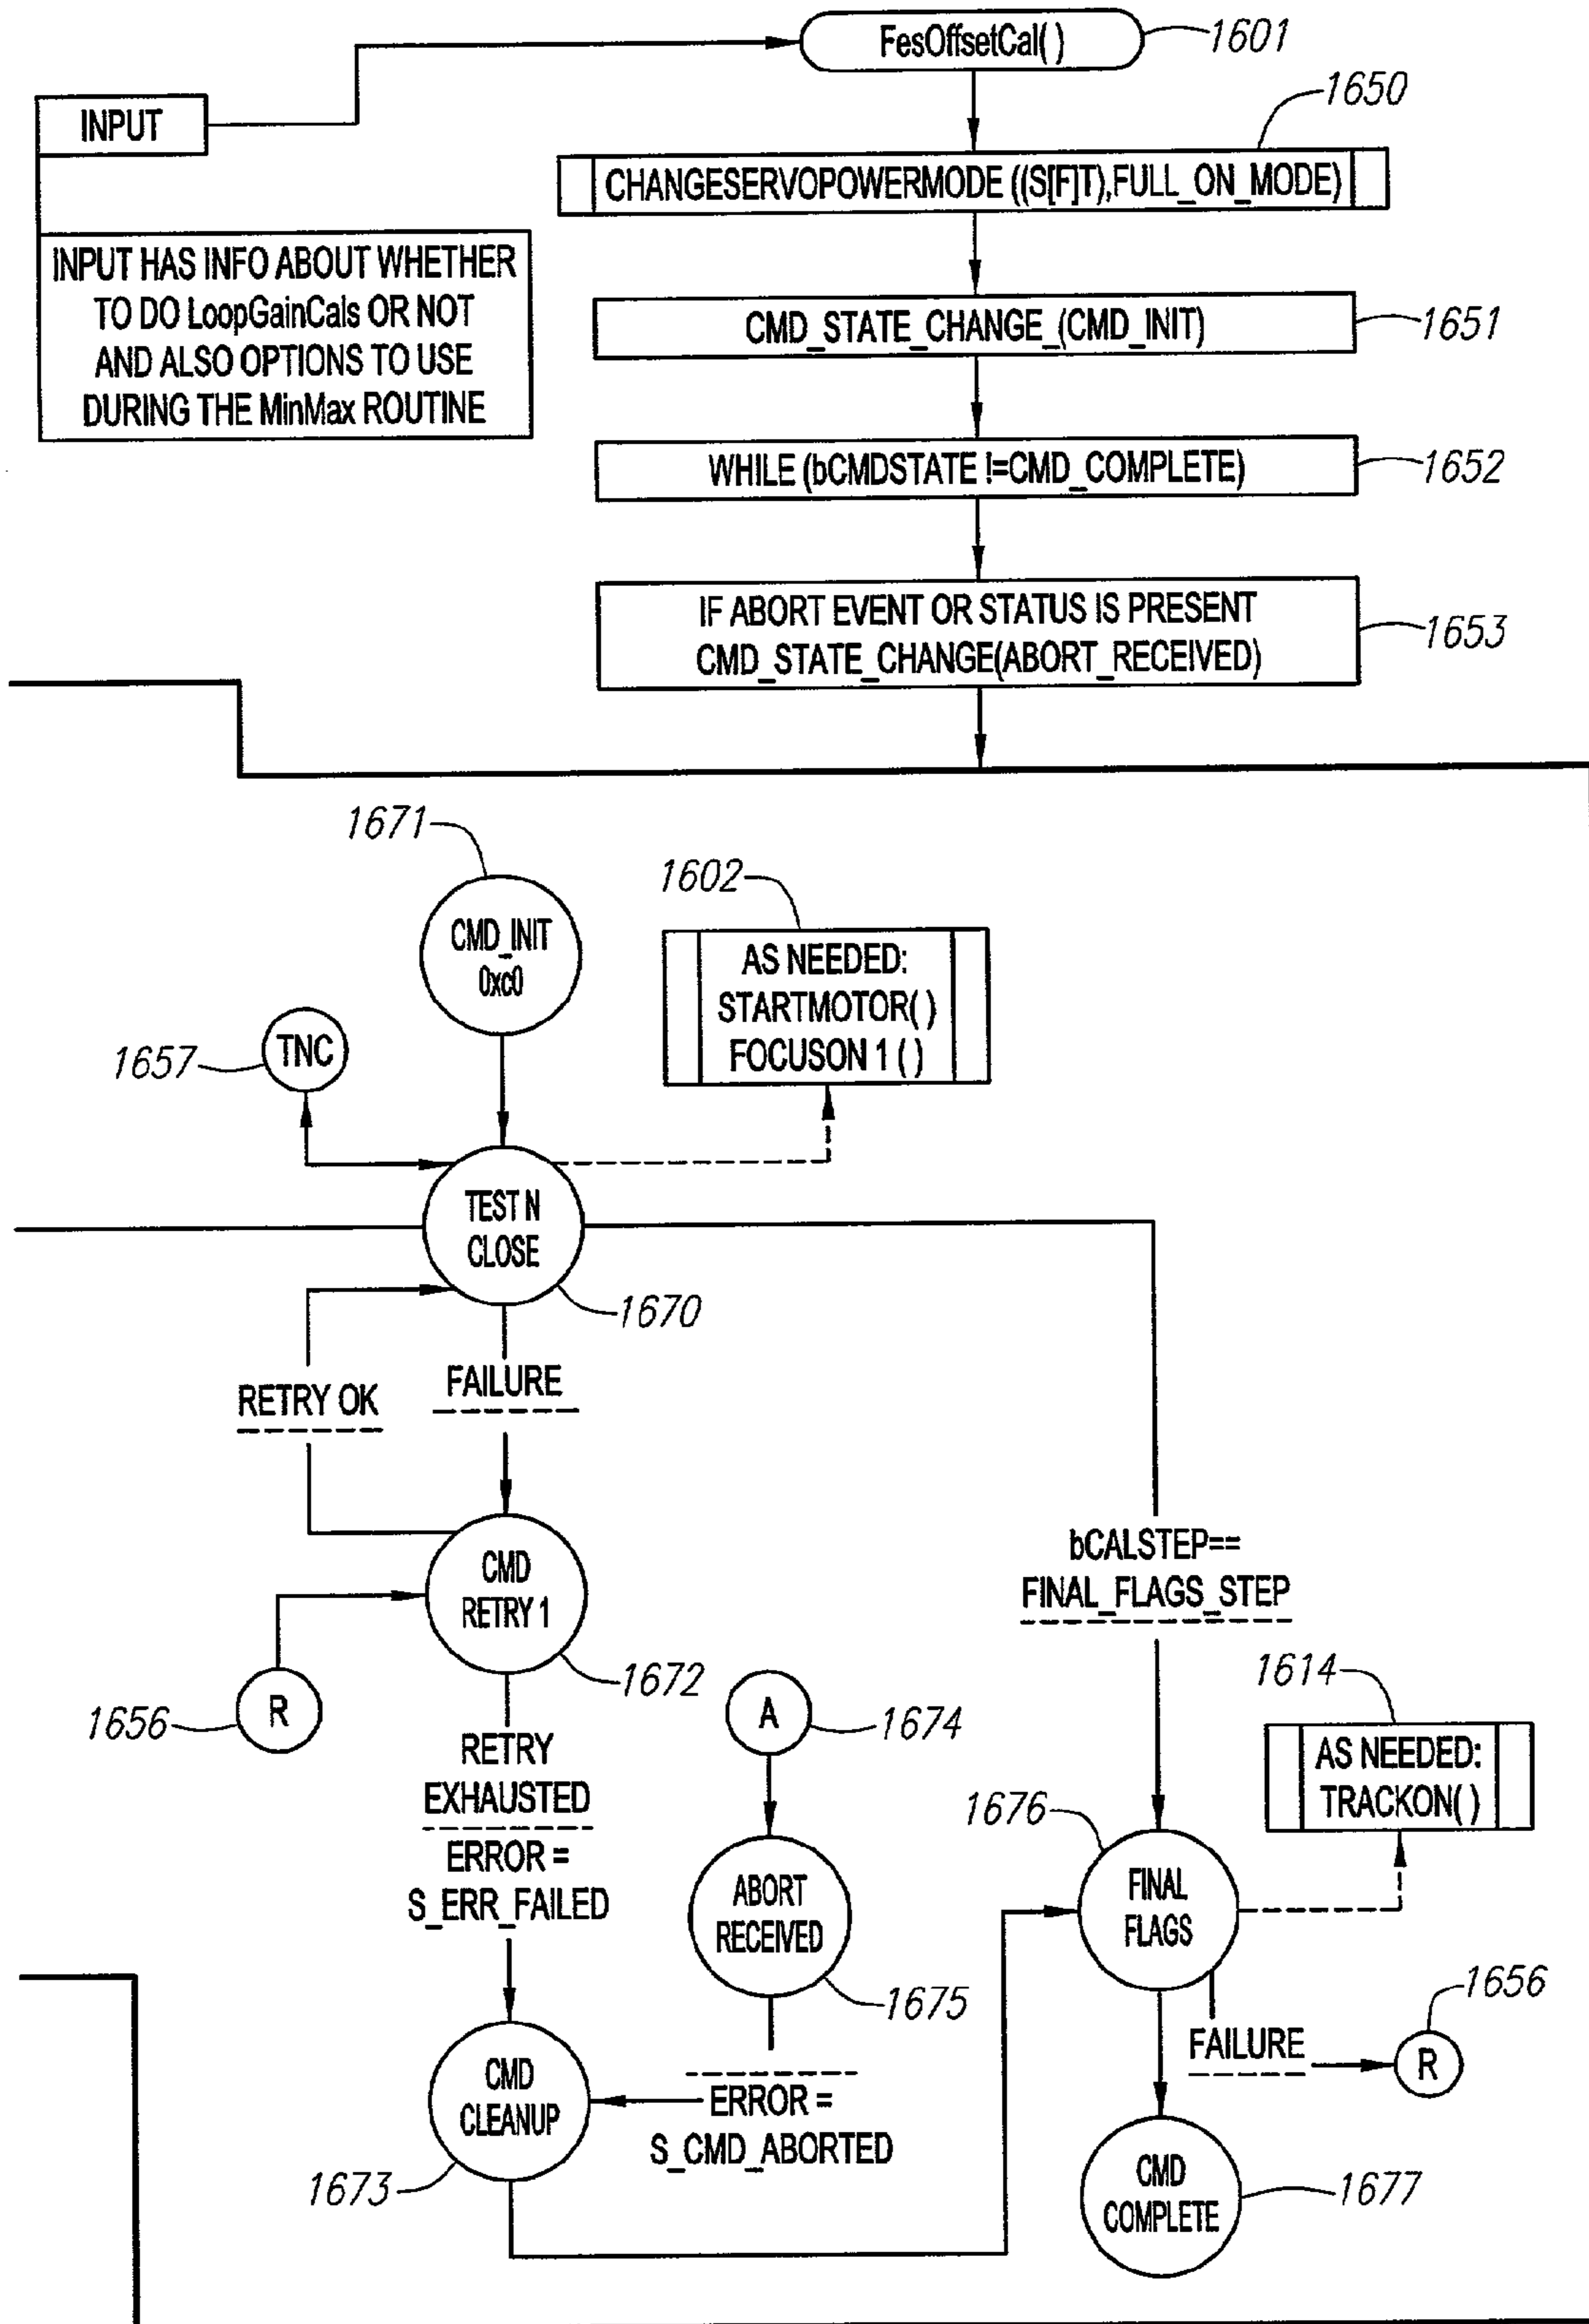 FesOffsetCal( )
1601
1650
INPUT
CHANGESERVOPOWERMODE ((S[F]T),FULL_ON_MODE)
INPUT HAS INFO ABOUT WHETHER
TO DO LoopGainCals OR NOT
AND ALSO OPTIONS TO USE
DURING THE MinMax ROUTINE
CMD_STATE_CHANGE_(CMD_INIT)
1651
WHILE (bCMDSTATE !=CMD_COMPLETE)
1652
IF ABORT EVENT OR STATUS IS PRESENT
CMD_STATE_CHANGE(ABORT_RECEIVED)
1653
1671
CMD_INIT
0xc0
1602
AS NEEDED:
STARTMOTOR( )
FOCUSON 1 ( )
1657
TNC
TEST N
CLOSE
1670
RETRY OK
FAILURE
CMD
RETRY 1
1672
bCALSTEP==
FINAL_FLAGS_STEP
1656
R
RETRY
EXHAUSTED
ERROR =
S_ERR_FAILED
A
1674
1614
AS NEEDED:
TRACKON( )
1676
ABORT
RECEIVED
1675
FINAL
FLAGS
1656
FAILURE
R
CMD
CLEANUP
1673
ERROR =
S_CMD_ABORTED
CMD
COMPLETE
1677